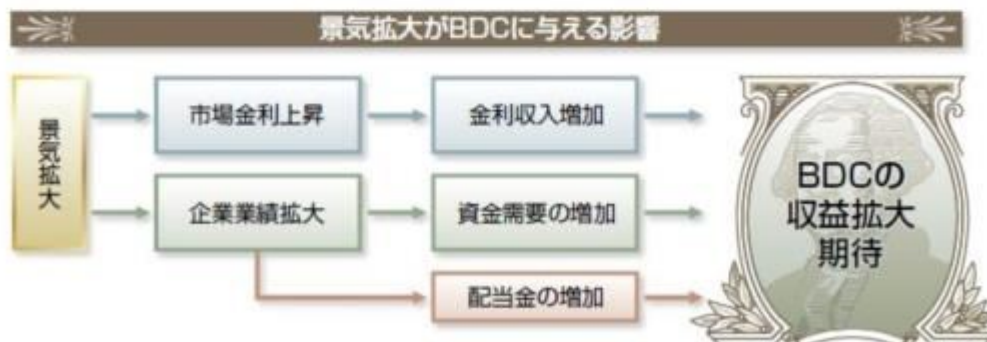 景気拡大がBDCに与える影響
景気拡大
市場金利上昇
金利収入増加
企業業績拡大
資金需要の増加
配当金の増加
BDCの
収益拡大
期待